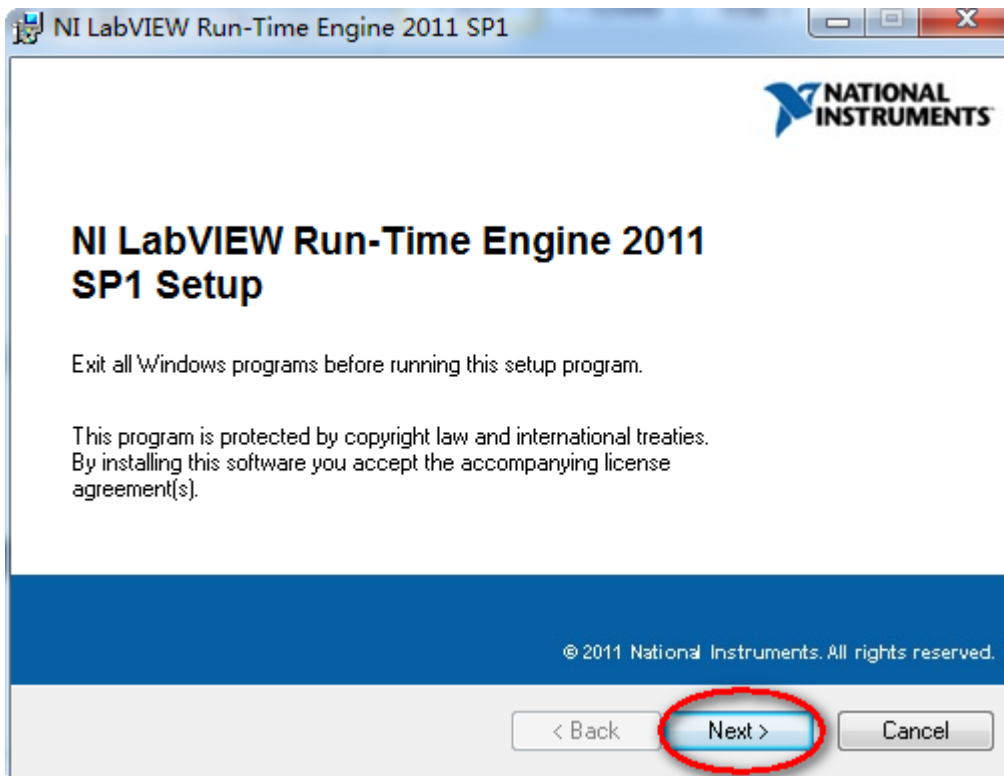 NI LabVIEW Run-Time Engine 2011 SP1
NATIONAL
INSTRUMENTS
NI LabVIEW Run-Time Engine 2011
SP1 Setup
Exit all Windows programs before running this setup program.
This program is protected by copyright law and international treaties.
By installing this software you accept the accompanying license
agreement(s).
© 2011 National Instruments. All rights reserved.
< Back Next > Cancel